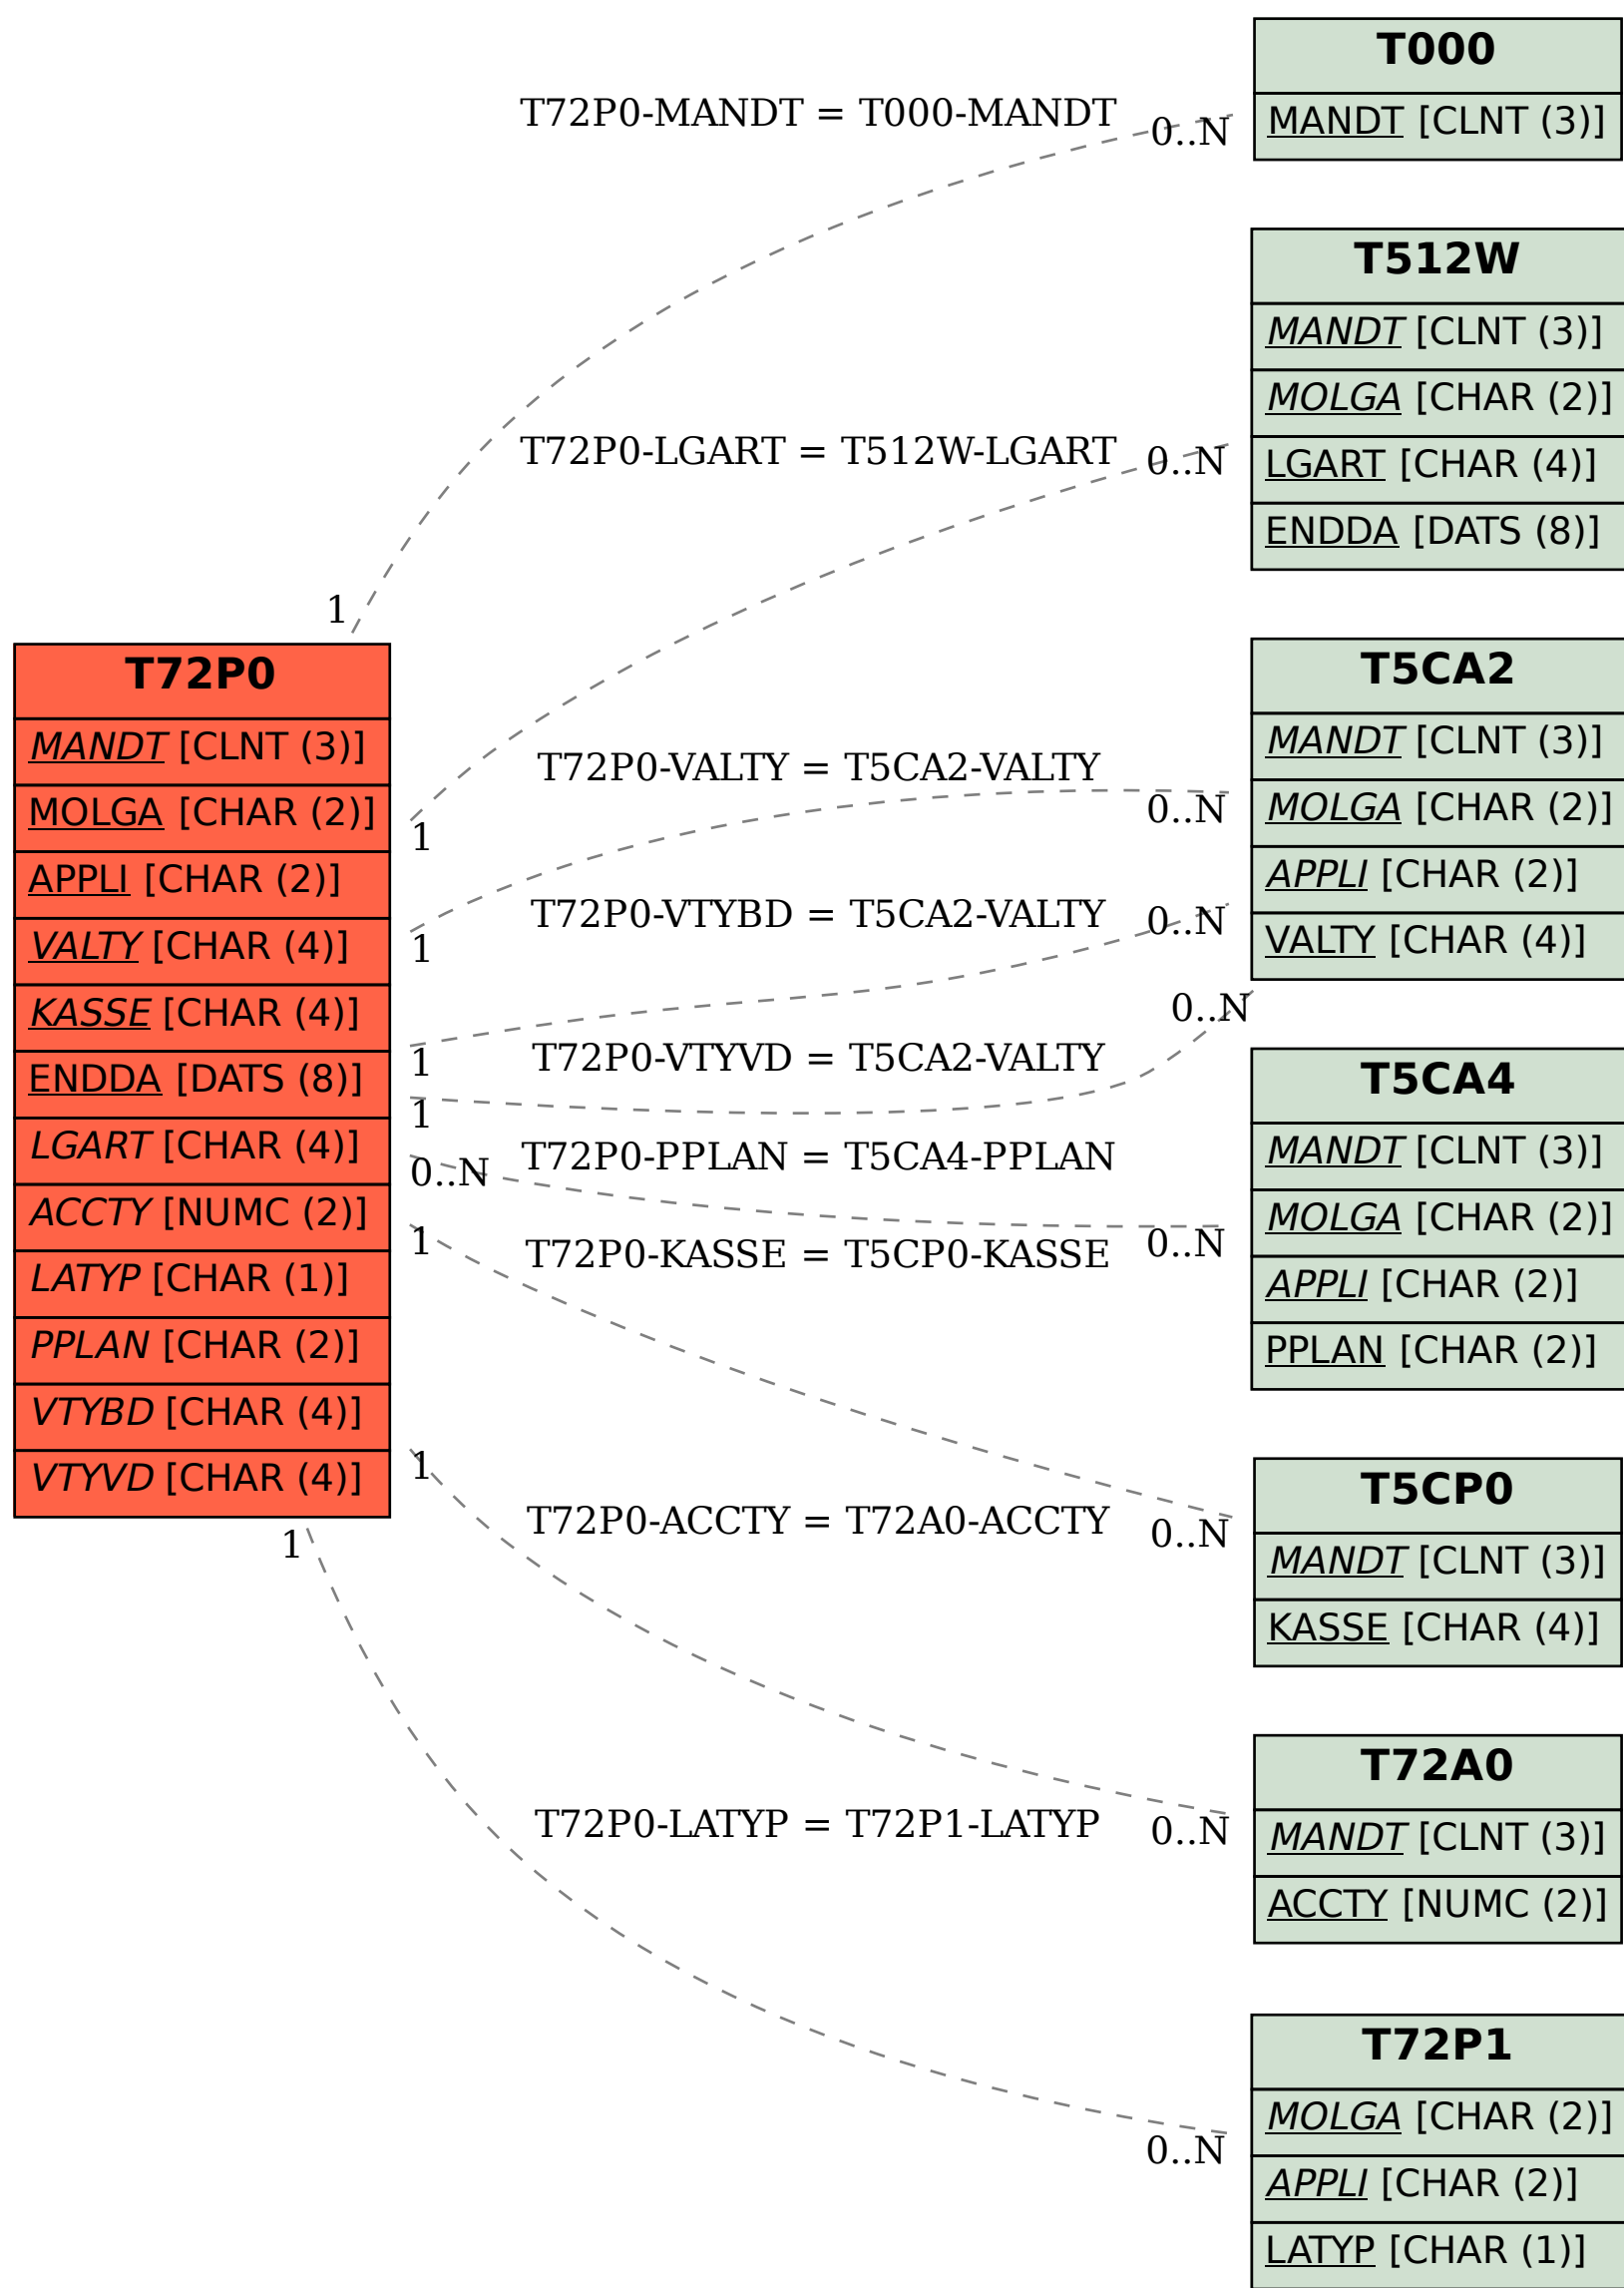 T000
MANDT [CLNT (3)]
T72P0-MANDT = T000-MANDT
0..N
1
T512W
MANDT [CLNT (3)]
MOLGA [CHAR (2)]
LGART [CHAR (4)]
ENDDA [DATS (8)]
T72P0-LGART = T512W-LGART
0..N
1
T72P0
MANDT [CLNT (3)]
MOLGA [CHAR (2)]
APPLI [CHAR (2)]
VALTY [CHAR (4)]
KASSE [CHAR (4)]
ENDDA [DATS (8)]
LGART [CHAR (4)]
ACCTY [NUMC (2)]
LATYP [CHAR (1)]
PPLAN [CHAR (2)]
VTYBD [CHAR (4)]
VTYVD [CHAR (4)]
T5CA2
MANDT [CLNT (3)]
MOLGA [CHAR (2)]
APPLI [CHAR (2)]
VALTY [CHAR (4)]
T72P0-VALTY = T5CA2-VALTY
0..N
1
T72P0-VTYBD = T5CA2-VALTY
0..N
1
T72P0-VTYVD = T5CA2-VALTY
0..N
1
T5CA4
MANDT [CLNT (3)]
MOLGA [CHAR (2)]
APPLI [CHAR (2)]
PPLAN [CHAR (2)]
T72P0-PPLAN = T5CA4-PPLAN
0..N
0..N
T72P0-KASSE = T5CP0-KASSE
1
0..N
T5CP0
MANDT [CLNT (3)]
KASSE [CHAR (4)]
T72P0-ACCTY = T72A0-ACCTY
1
0..N
T72A0
MANDT [CLNT (3)]
ACCTY [NUMC (2)]
T72P0-LATYP = T72P1-LATYP
1
0..N
T72P1
MOLGA [CHAR (2)]
APPLI [CHAR (2)]
LATYP [CHAR (1)]